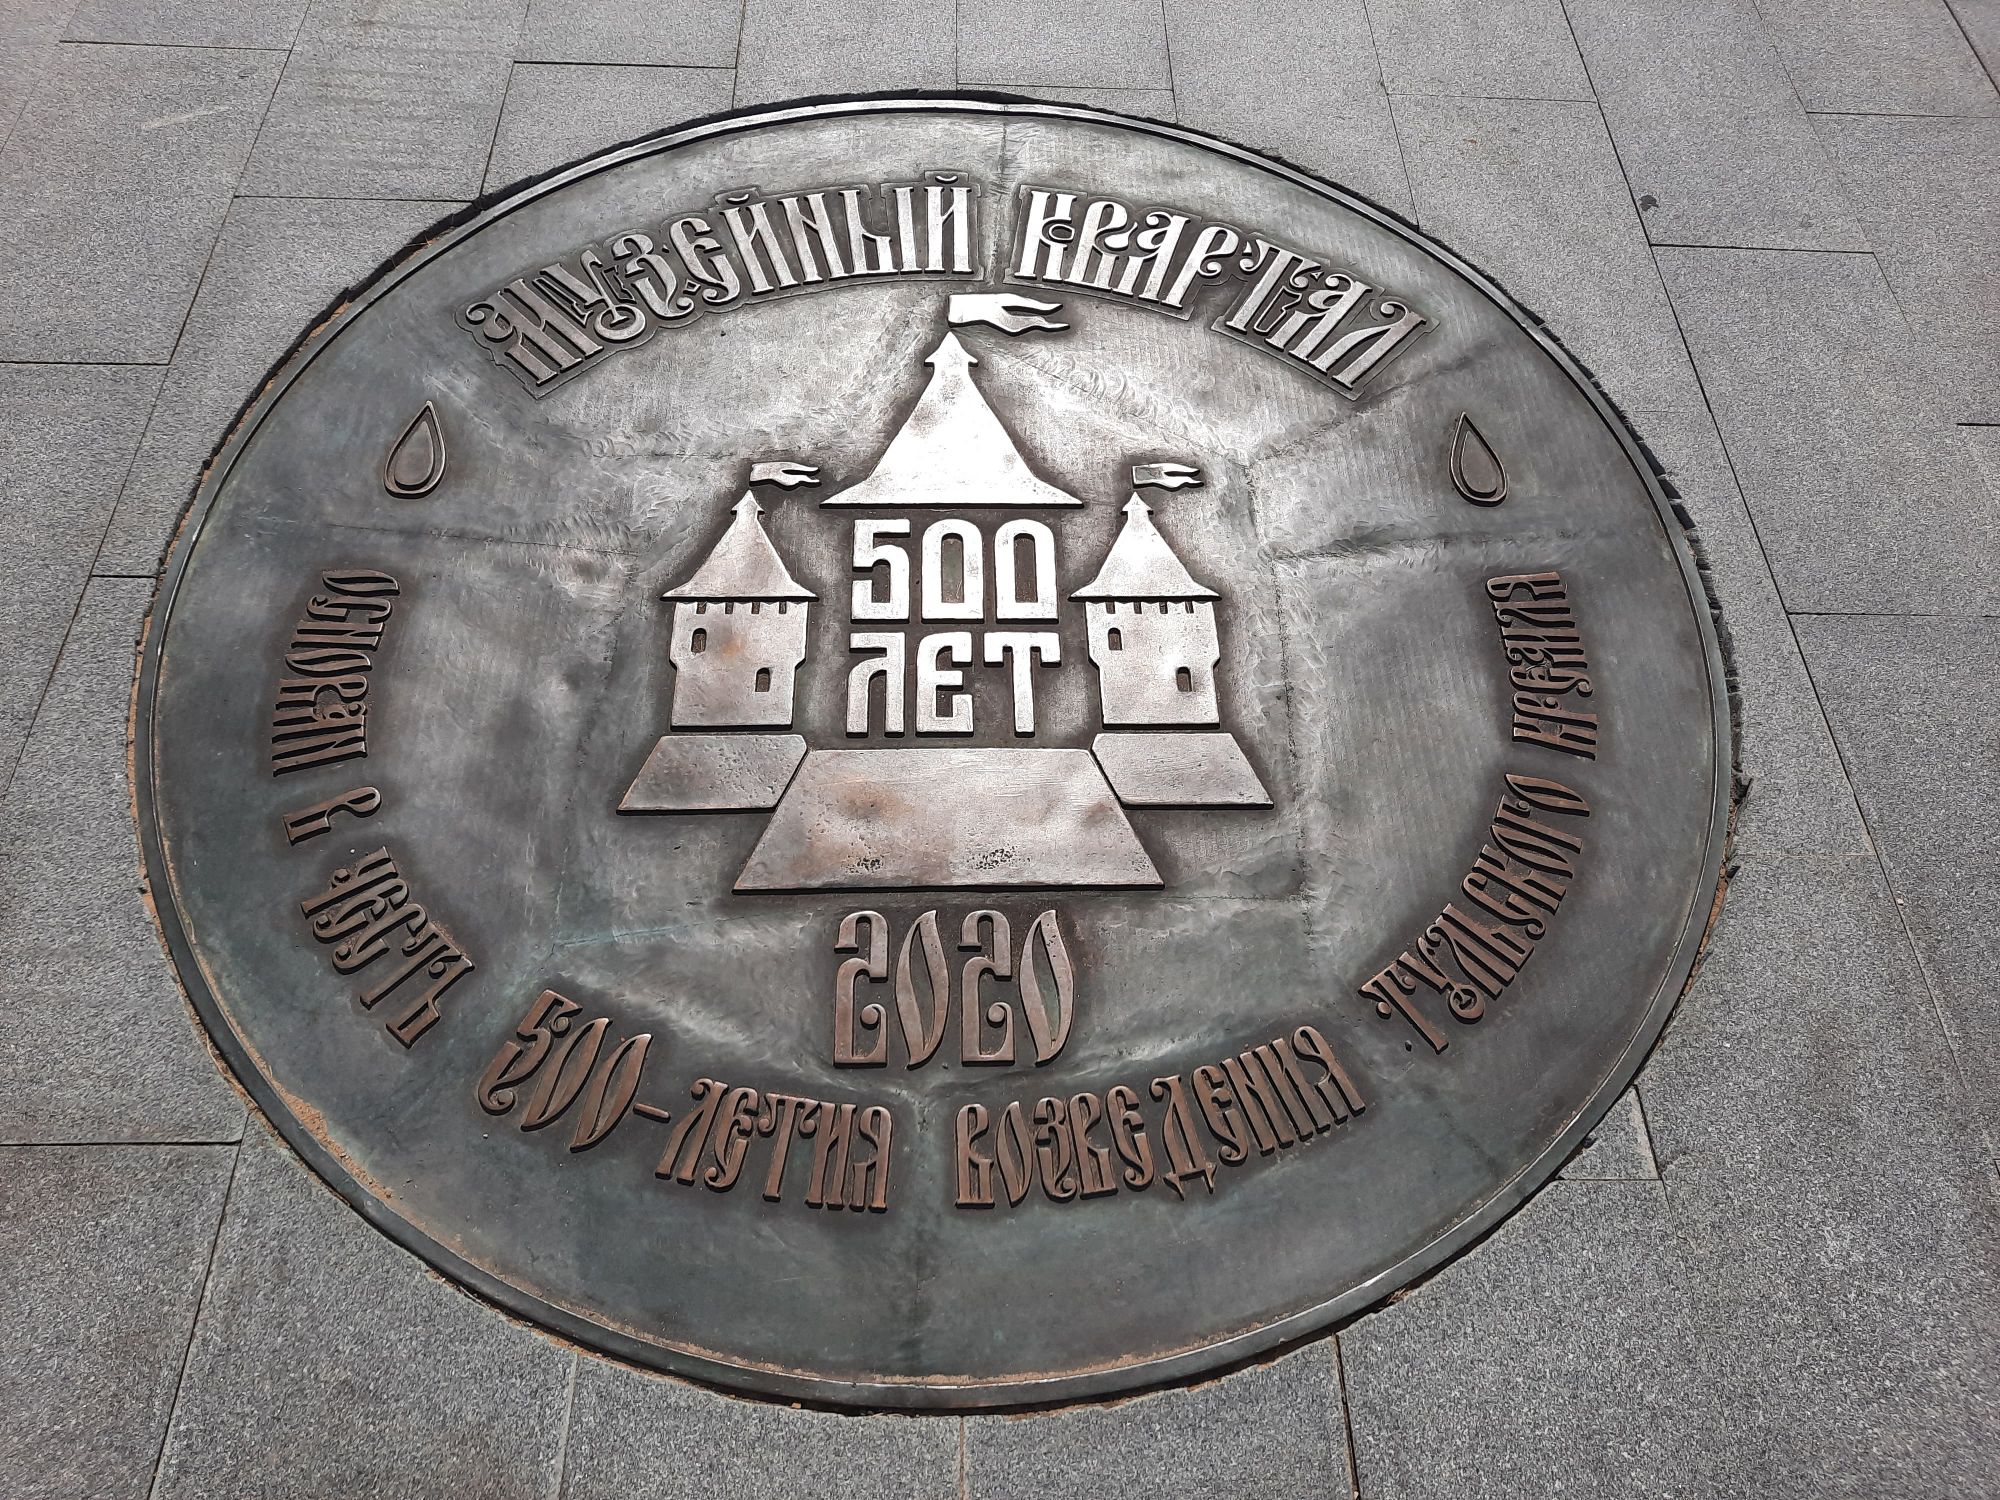 МУЗЕЙНЫЙ КВАРТАЛ
500
ЛЕТ
2020
ОСНОВАН В ЧЕСТЬ 500-ЛЕТИЯ ВОЗВЕДЕНИЯ ТУЛЬСКОГО КРЕМЛЯ